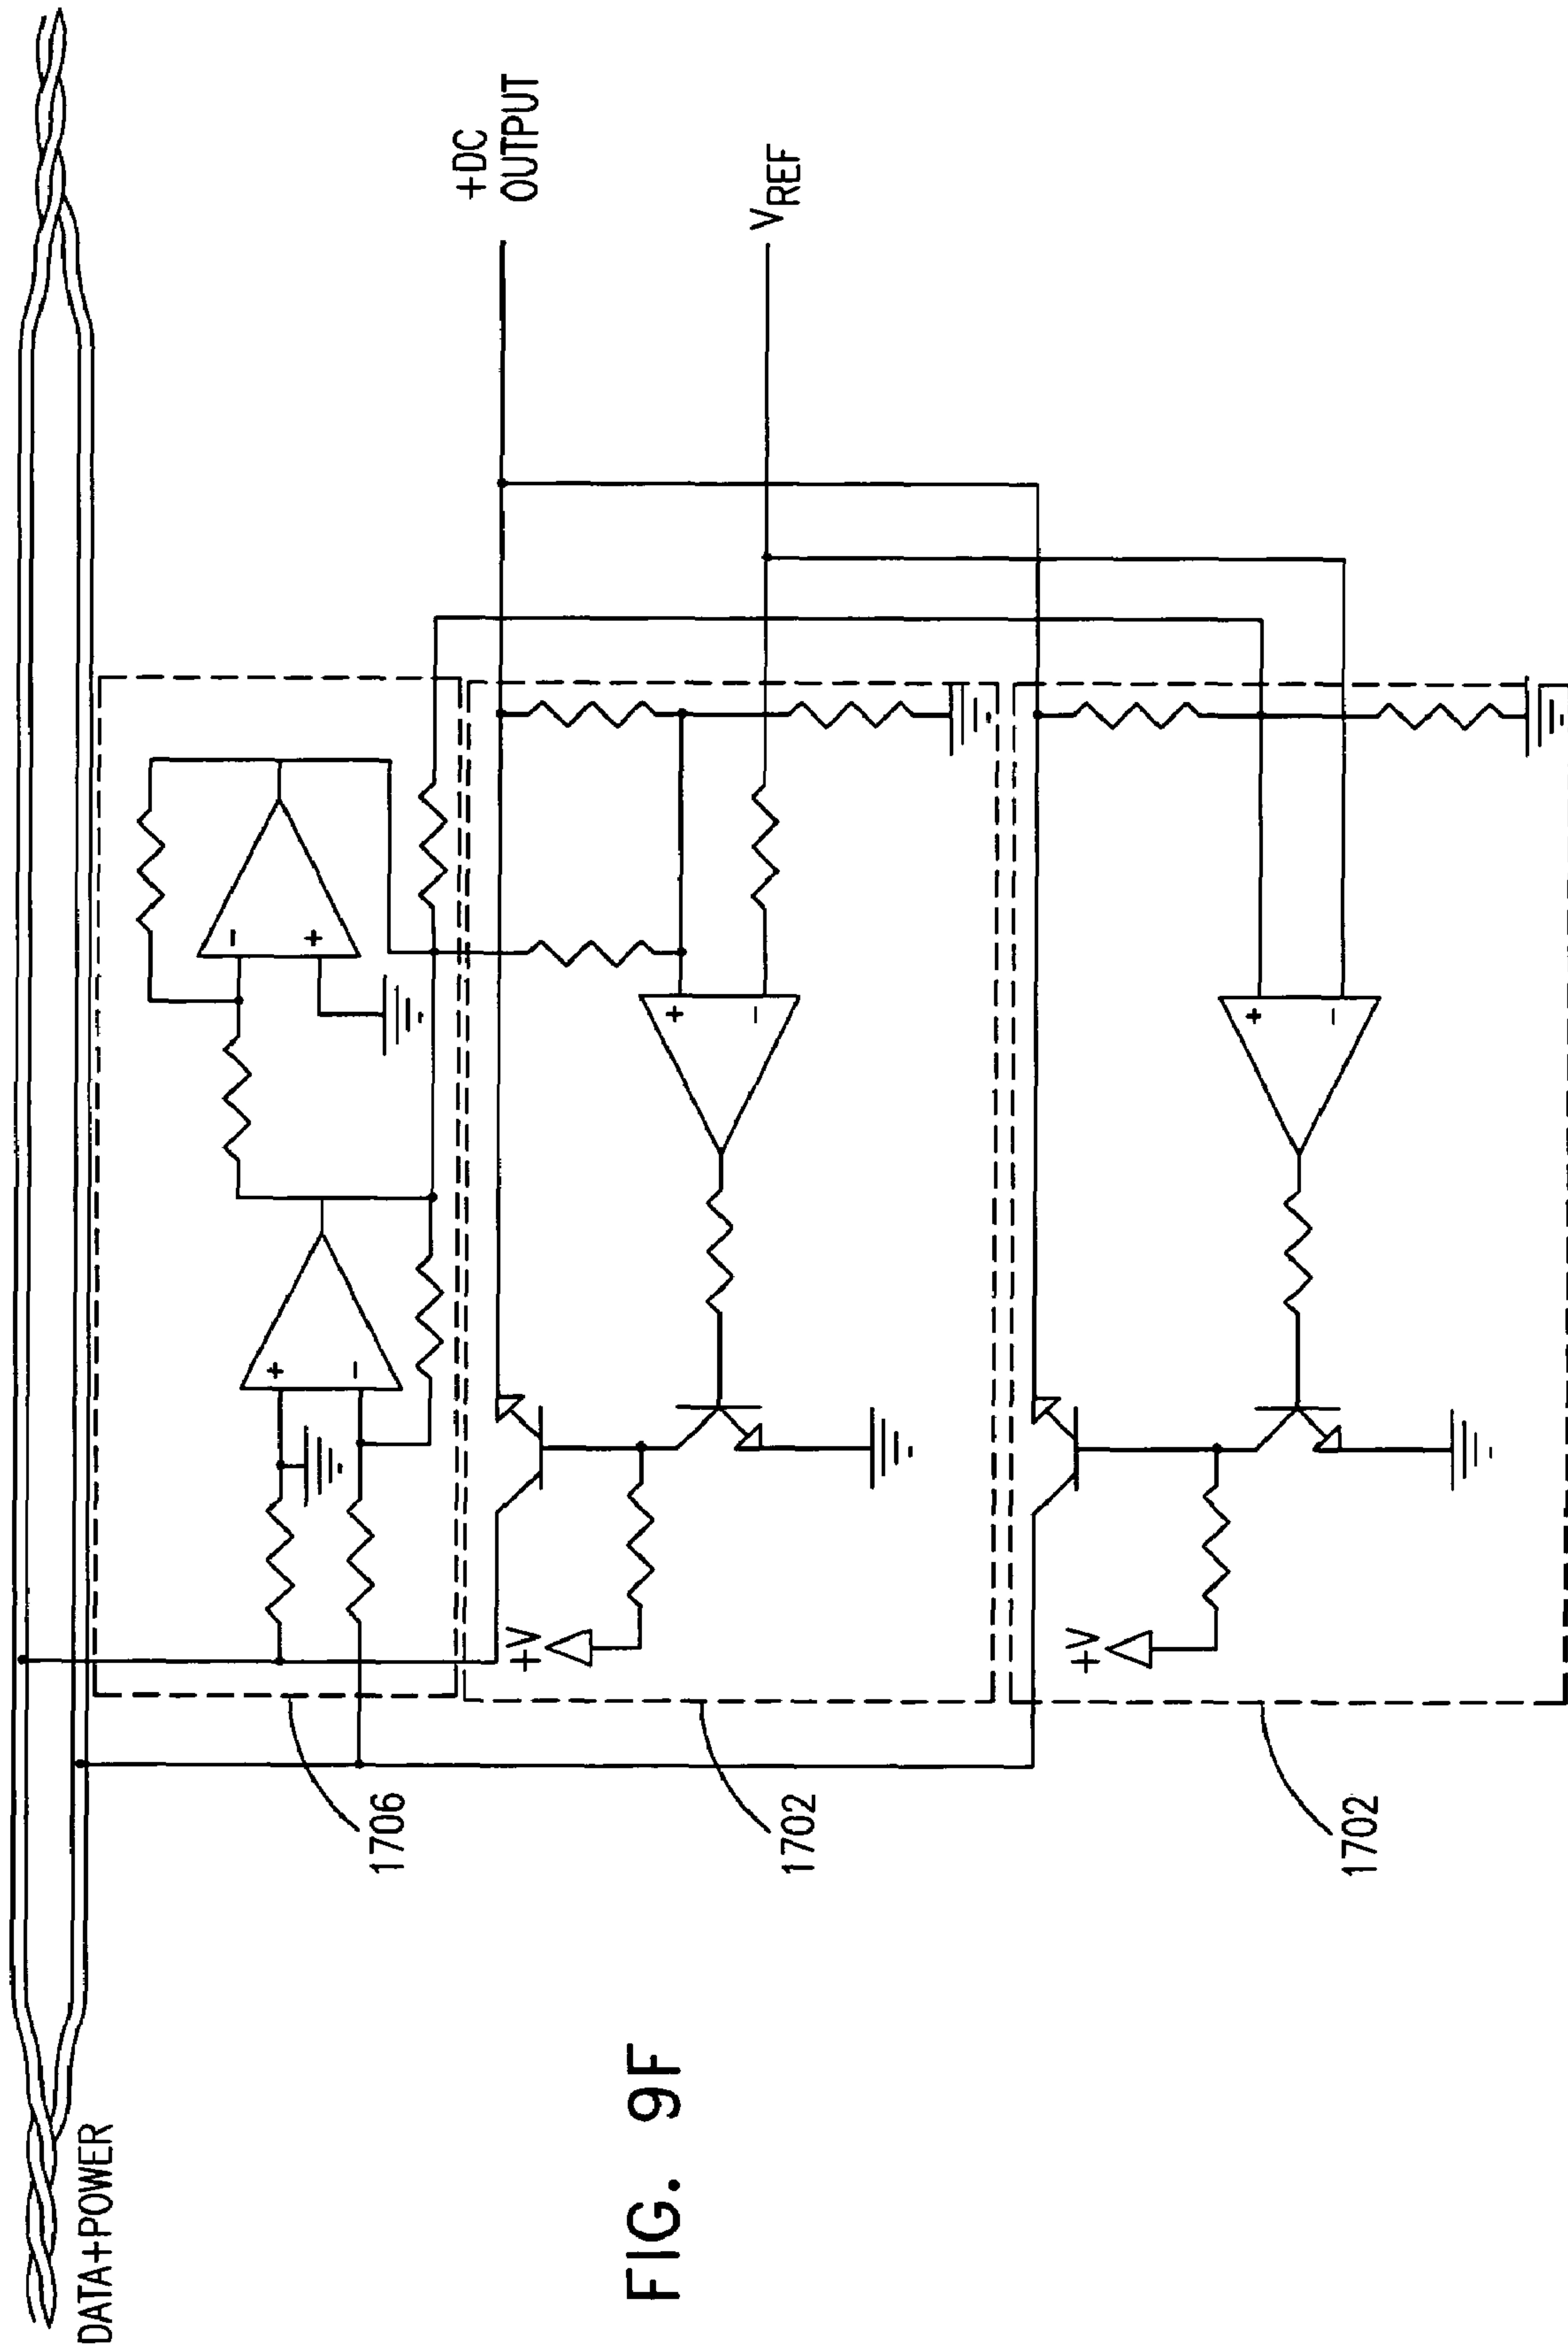 DATA+POWER
+DC
OUTPUT
VREF
-
+
+
-
+
-
+
-
+V
+V
1706
1702
1702
FIG. 9F